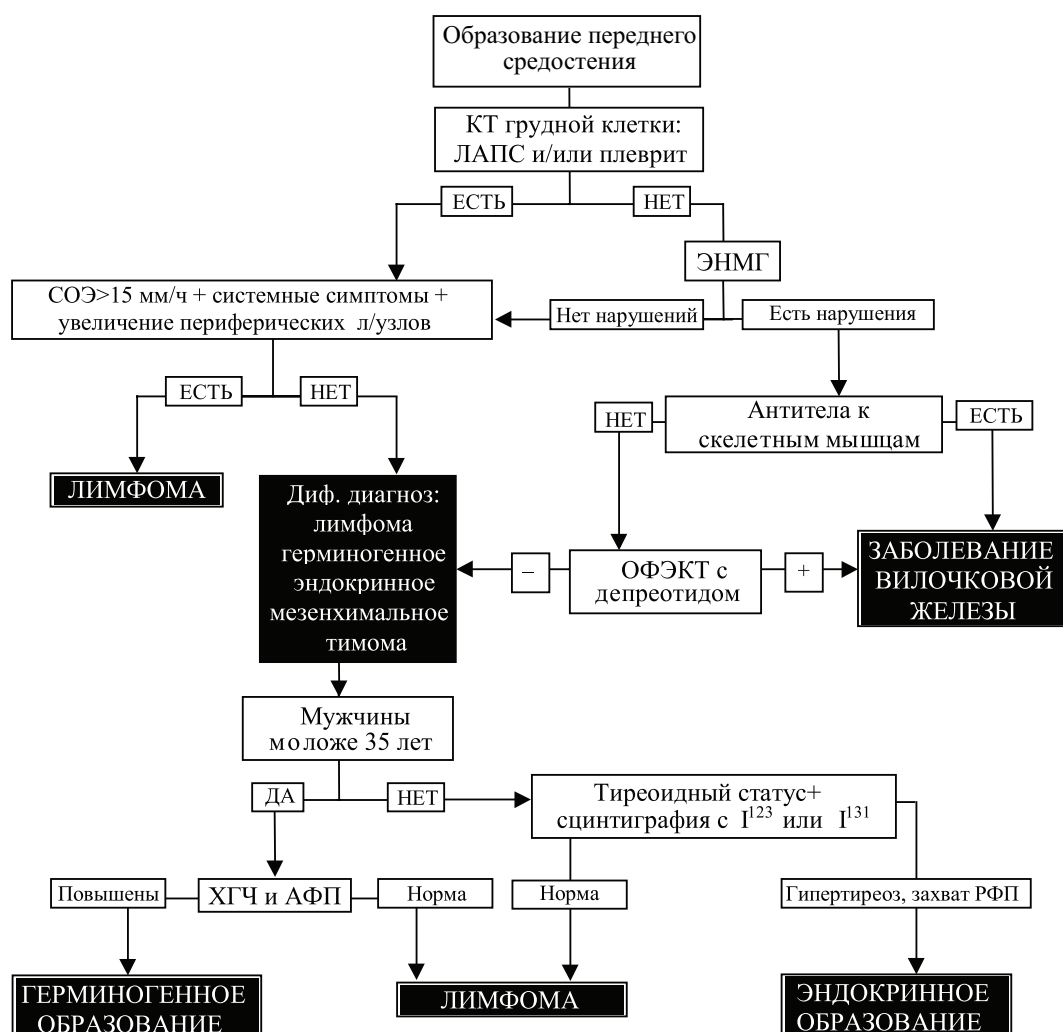 Образование переднего
средостения
КТ грудной клетки:
ЛАПС и/или плеврит
ЕСТЬ
НЕТ
ЭНМГ
СОЭ>15 мм/ч + системные симптомы +
увеличение периферических л/узлов
Нет нарушений
Есть нарушения
ЕСТЬ
НЕТ
Антитела к
скелетным мышцам
НЕТ
ЕСТЬ
ЛИМФОМА
Диф. диагноз:
лимфома
герминогенное
эндокринное
мезенхимальное
тимома
–
ОФЭКТ с
депреотидом
+
ЗАБОЛЕВАНИЕ
ВИЛОЧКОВОЙ
ЖЕЛЕЗЫ
Мужчины
моложе 35 лет
ДА
НЕТ
Тиреоидный статус+
сцинтиграфия с I¹²³ или I¹³¹
Повышены
ХГЧ и АФП
Норма
Норма
Гипертиреоз, захват РФП
ГЕРМИНОГЕННОЕ
ОБРАЗОВАНИЕ
ЛИМФОМА
ЭНДОКРИННОЕ
ОБРАЗОВАНИЕ